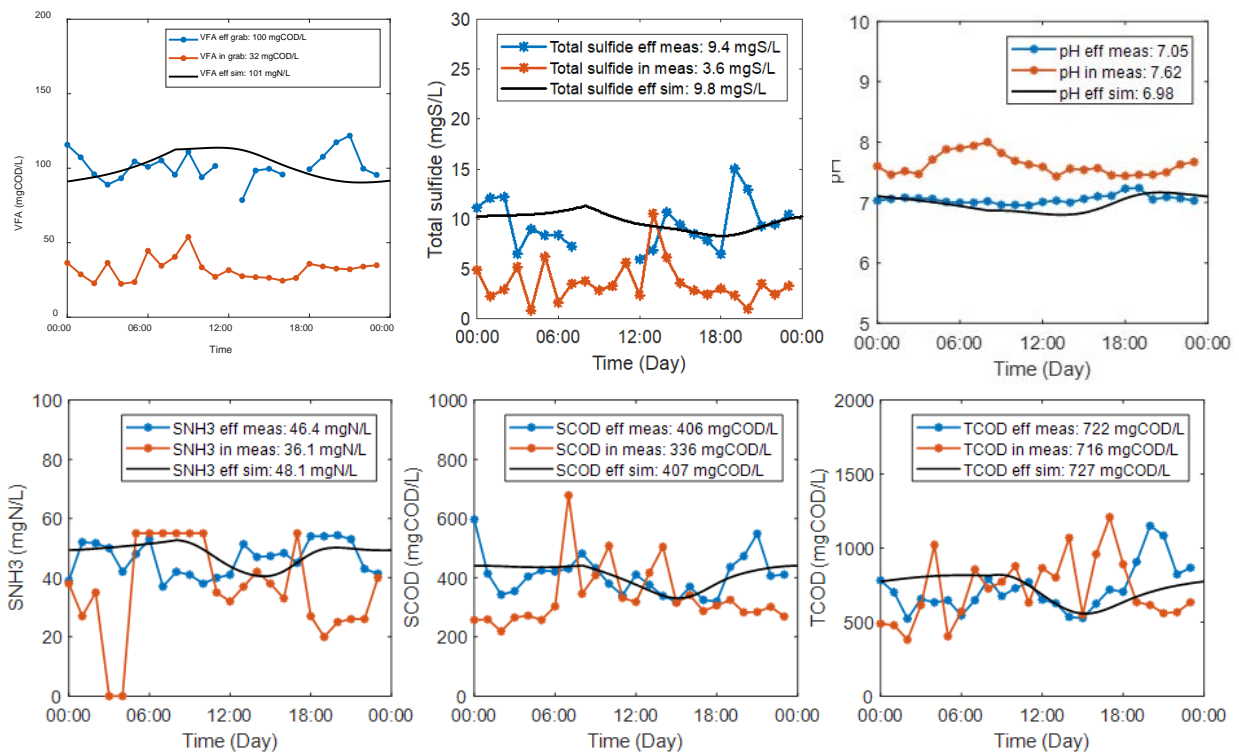 200
150
100
50
0
VFA (mgCOD/L)
VFA eff grab: 100 mgCOD/L
VFA in grab: 32 mgCOD/L
VFA eff sim: 101 mgN/L
00:00 06:00 12:00 18:00 00:00
Time
30
25
20
15
10
5
0
Total sulfide (mgS/L)
Total sulfide eff meas: 9.4 mgS/L
Total sulfide in meas: 3.6 mgS/L
Total sulfide eff sim: 9.8 mgS/L
00:00 06:00 12:00 18:00 00:00
Time (Day)
10
9
8
7
6
5
pH
pH eff meas: 7.05
pH in meas: 7.62
pH eff sim: 6.98
00:00 06:00 12:00 18:00 00:00
Time (Day)
100
80
60
40
20
0
SNH3 (mgN/L)
SNH3 eff meas: 46.4 mgN/L
SNH3 in meas: 36.1 mgN/L
SNH3 eff sim: 48.1 mgN/L
00:00 06:00 12:00 18:00 00:00
Time (Day)
1000
800
600
400
200
0
SCOD (mgCOD/L)
SCOD eff meas: 406 mgCOD/L
SCOD in meas: 336 mgCOD/L
SCOD eff sim: 407 mgCOD/L
00:00 06:00 12:00 18:00 00:00
Time (Day)
2000
1500
1000
500
0
TCOD (mgCOD/L)
TCOD eff meas: 722 mgCOD/L
TCOD in meas: 716 mgCOD/L
TCOD eff sim: 727 mgCOD/L
00:00 06:00 12:00 18:00 00:00
Time (Day)